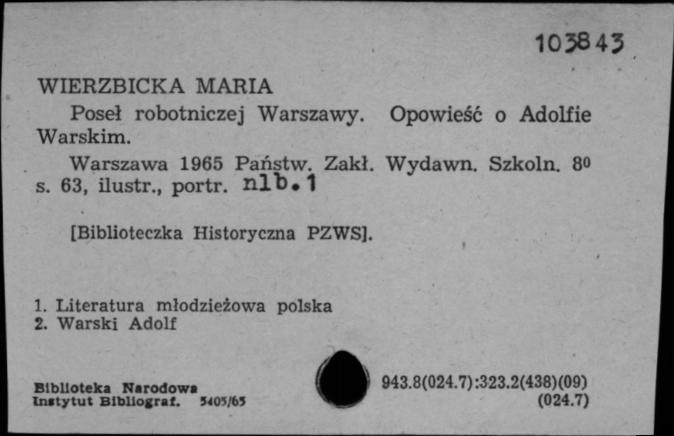 103843
WIERZBICKA MARIA
Poseł robotniczej Warszawy. Opowieść o Adolfie
Warskim.
Warszawa 1965 Państw. Zakł. Wydawn. Szkoln. 8⁰
s. 63, ilustr., portr. nlb.1
[Biblioteczka Historyczna PZWS].
1. Literatura młodzieżowa polska
2. Warski Adolf
Biblioteka Narodowa
Instytut Bibliograf. 5405/65
943.8(024.7):323.2(438)(09)
(024.7)